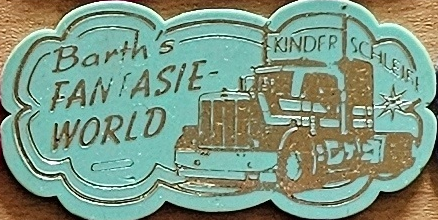 Barth's
FANTASIE-
WORLD
KINDER SCHLEIFE